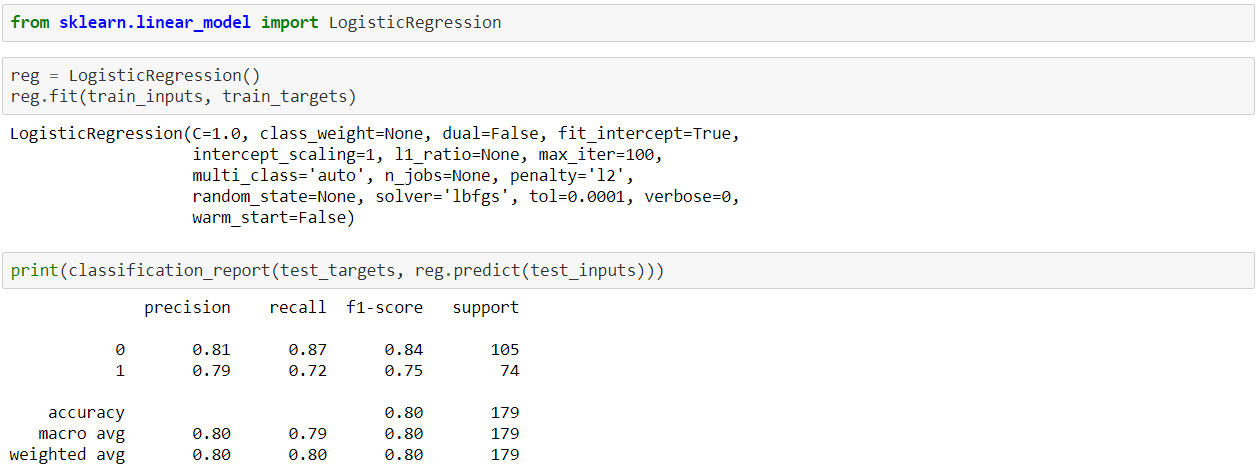 from sklearn.linear_model import LogisticRegression
reg = LogisticRegression()
reg.fit(train_inputs, train_targets)
LogisticRegression(C=1.0, class_weight=None, dual=False, fit_intercept=True,
intercept_scaling=1, l1_ratio=None, max_iter=100,
multi_class='auto', n_jobs=None, penalty='l2',
random_state=None, solver='lbfgs', tol=0.0001, verbose=0,
warm_start=False)
print(classification_report(test_targets, reg.predict(test_inputs)))
precision recall f1-score support
0 0.81 0.87 0.84 105
1 0.79 0.72 0.75 74
accuracy 0.80 179
macro avg 0.80 0.79 0.80 179
weighted avg 0.80 0.80 0.80 179